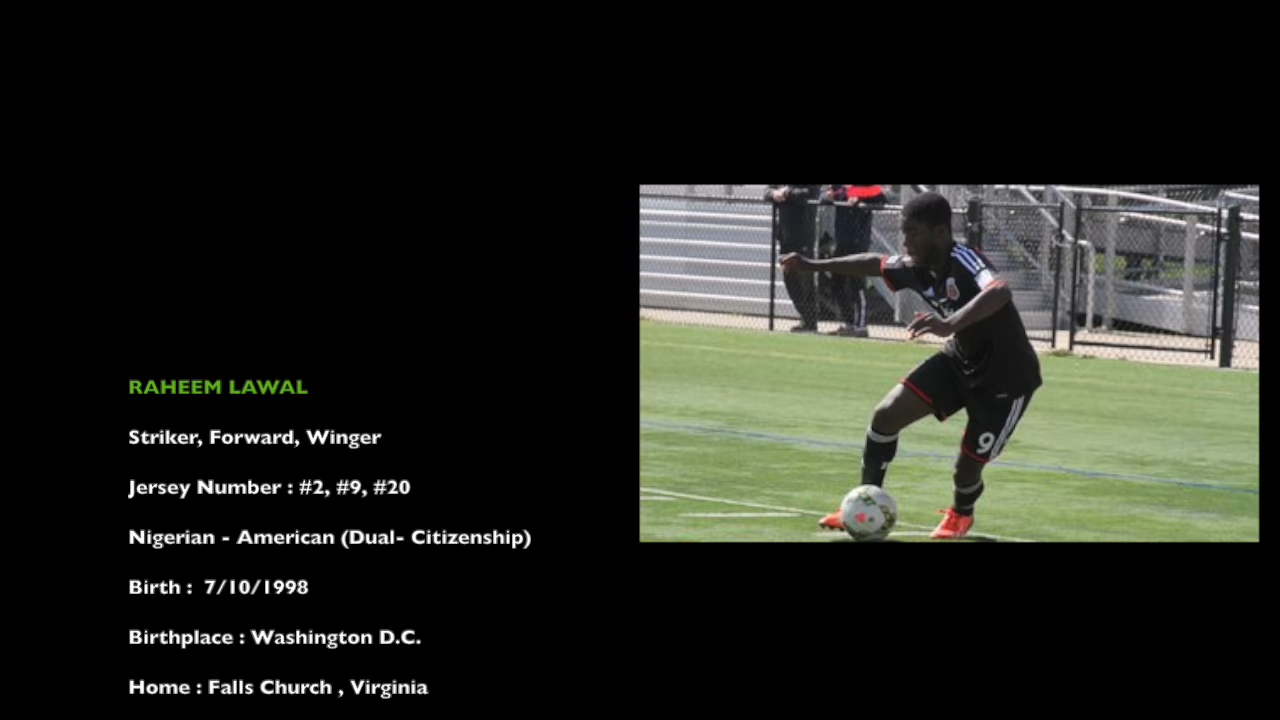 RAHEEM LAWAL
Striker, Forward, Winger
Jersey Number : #2, #9, #20
Nigerian - American (Dual- Citizenship)
Birth :  7/10/1998
Birthplace : Washington D.C.
Home : Falls Church , Virginia
9